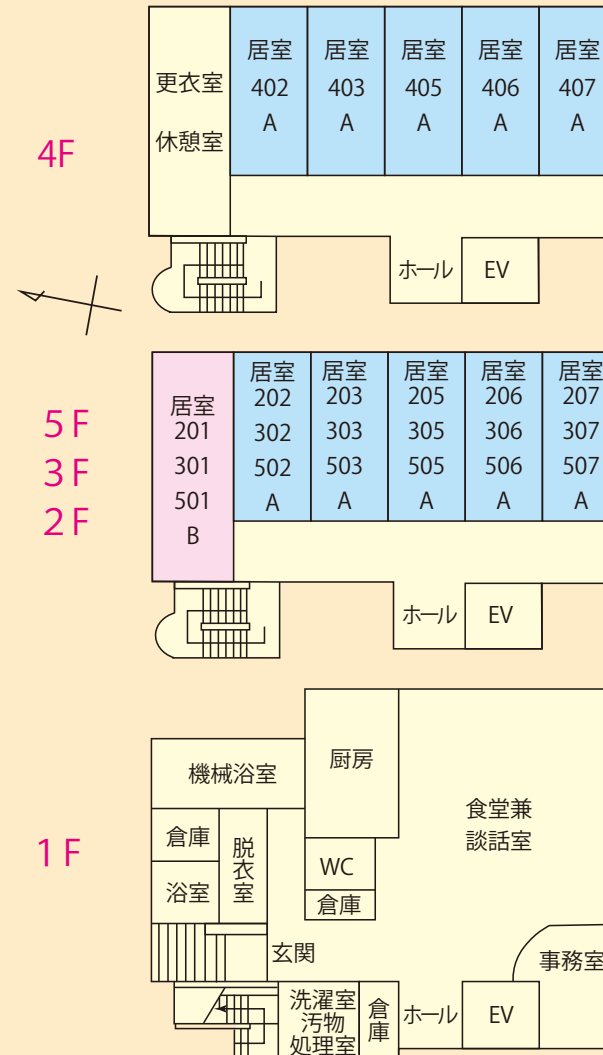 4F
更衣室
休憩室
居室
402
A
居室
403
A
居室
405
A
居室
406
A
居室
407
A
ホール
EV
5F
3F
2F
居室
201
301
501
B
居室
202
302
502
A
居室
203
303
503
A
居室
205
305
505
A
居室
206
306
506
A
居室
207
307
507
A
ホール
EV
1F
機械浴室
厨房
食堂兼
談話室
倉庫
脱衣室
浴室
WC
倉庫
玄関
事務室
洗濯室
汚物
処理室
倉庫
ホール
EV